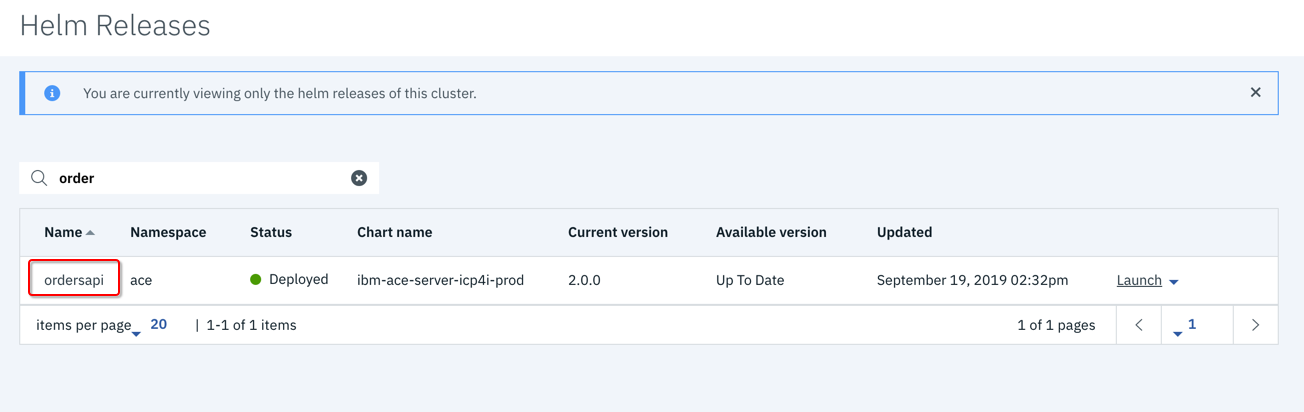 Helm Releases
You are currently viewing only the helm releases of this cluster.
order
Name Namespace Status Chart name Current version Available version Updated
ordersapi ace Deployed ibm-ace-server-icp4i-prod 2.0.0 Up To Date September 19, 2019 02:32pm Launch
items per page 20 | 1-1 of 1 items 1 of 1 pages 1